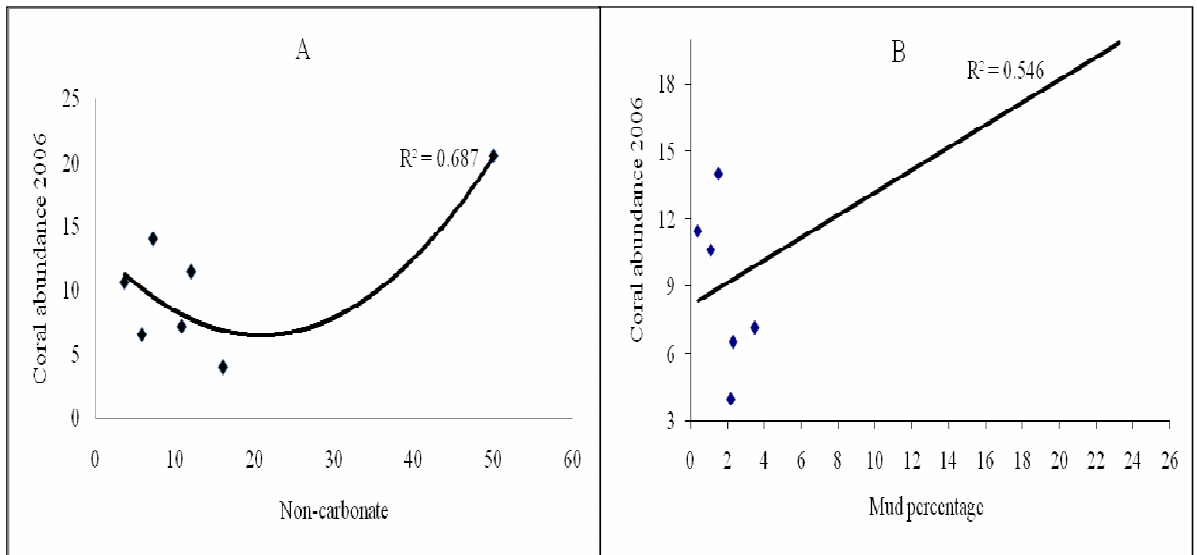 A
Coral abundance 2006
25
20
15
10
5
0
R² = 0.687
0 10 20 30 40 50 60
Non-carbonate
B
Coral abundance 2006
18
15
12
9
6
3
R² = 0.546
0 2 4 6 8 10 12 14 16 18 20 22 24 26
Mud percentage